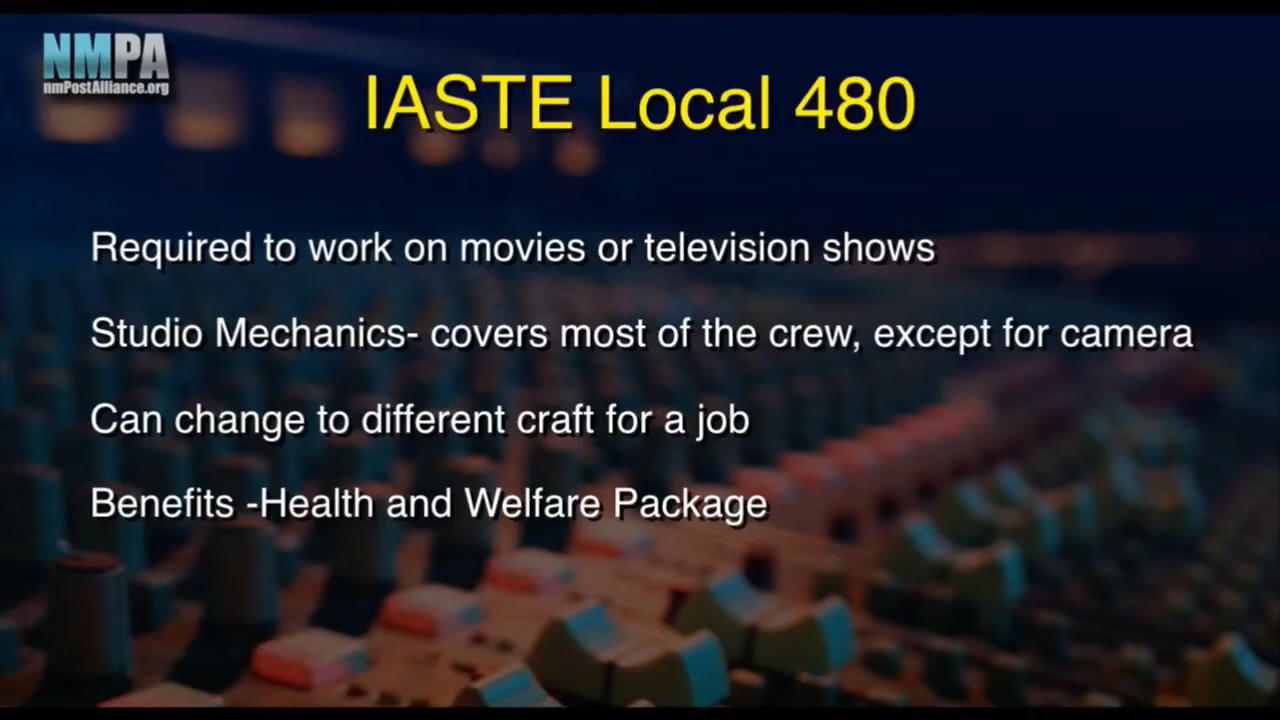 NMPA
nmPostAlliance.org
IASTE Local 480
Required to work on movies or television shows
Studio Mechanics- covers most of the crew, except for camera
Can change to different craft for a job
Benefits -Health and Welfare Package